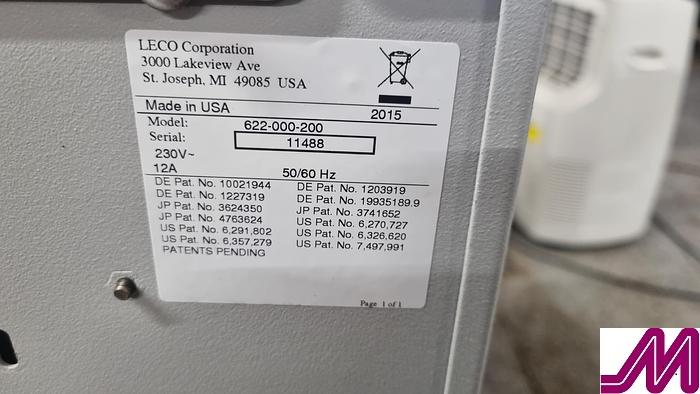 LECO Corporation
3000 Lakeview Ave
St. Joseph, MI 49085 USA
Made in USA
2015
Model: 622-000-200
Serial: 11488
230V~
12A 50/60 Hz
DE Pat. No. 10021944 DE Pat. No. 1203919
DE Pat. No. 1227319 DE Pat. No. 19935189.9
JP Pat. No. 3624350 JP Pat. No. 3741652
JP Pat. No. 4763624 US Pat. No. 6,270,727
US Pat. No. 6,291,802 US Pat. No. 6,326,620
US Pat. No. 6,357,279 US Pat. No. 7,497,991
PATENTS PENDING
Page 1 of 1
M